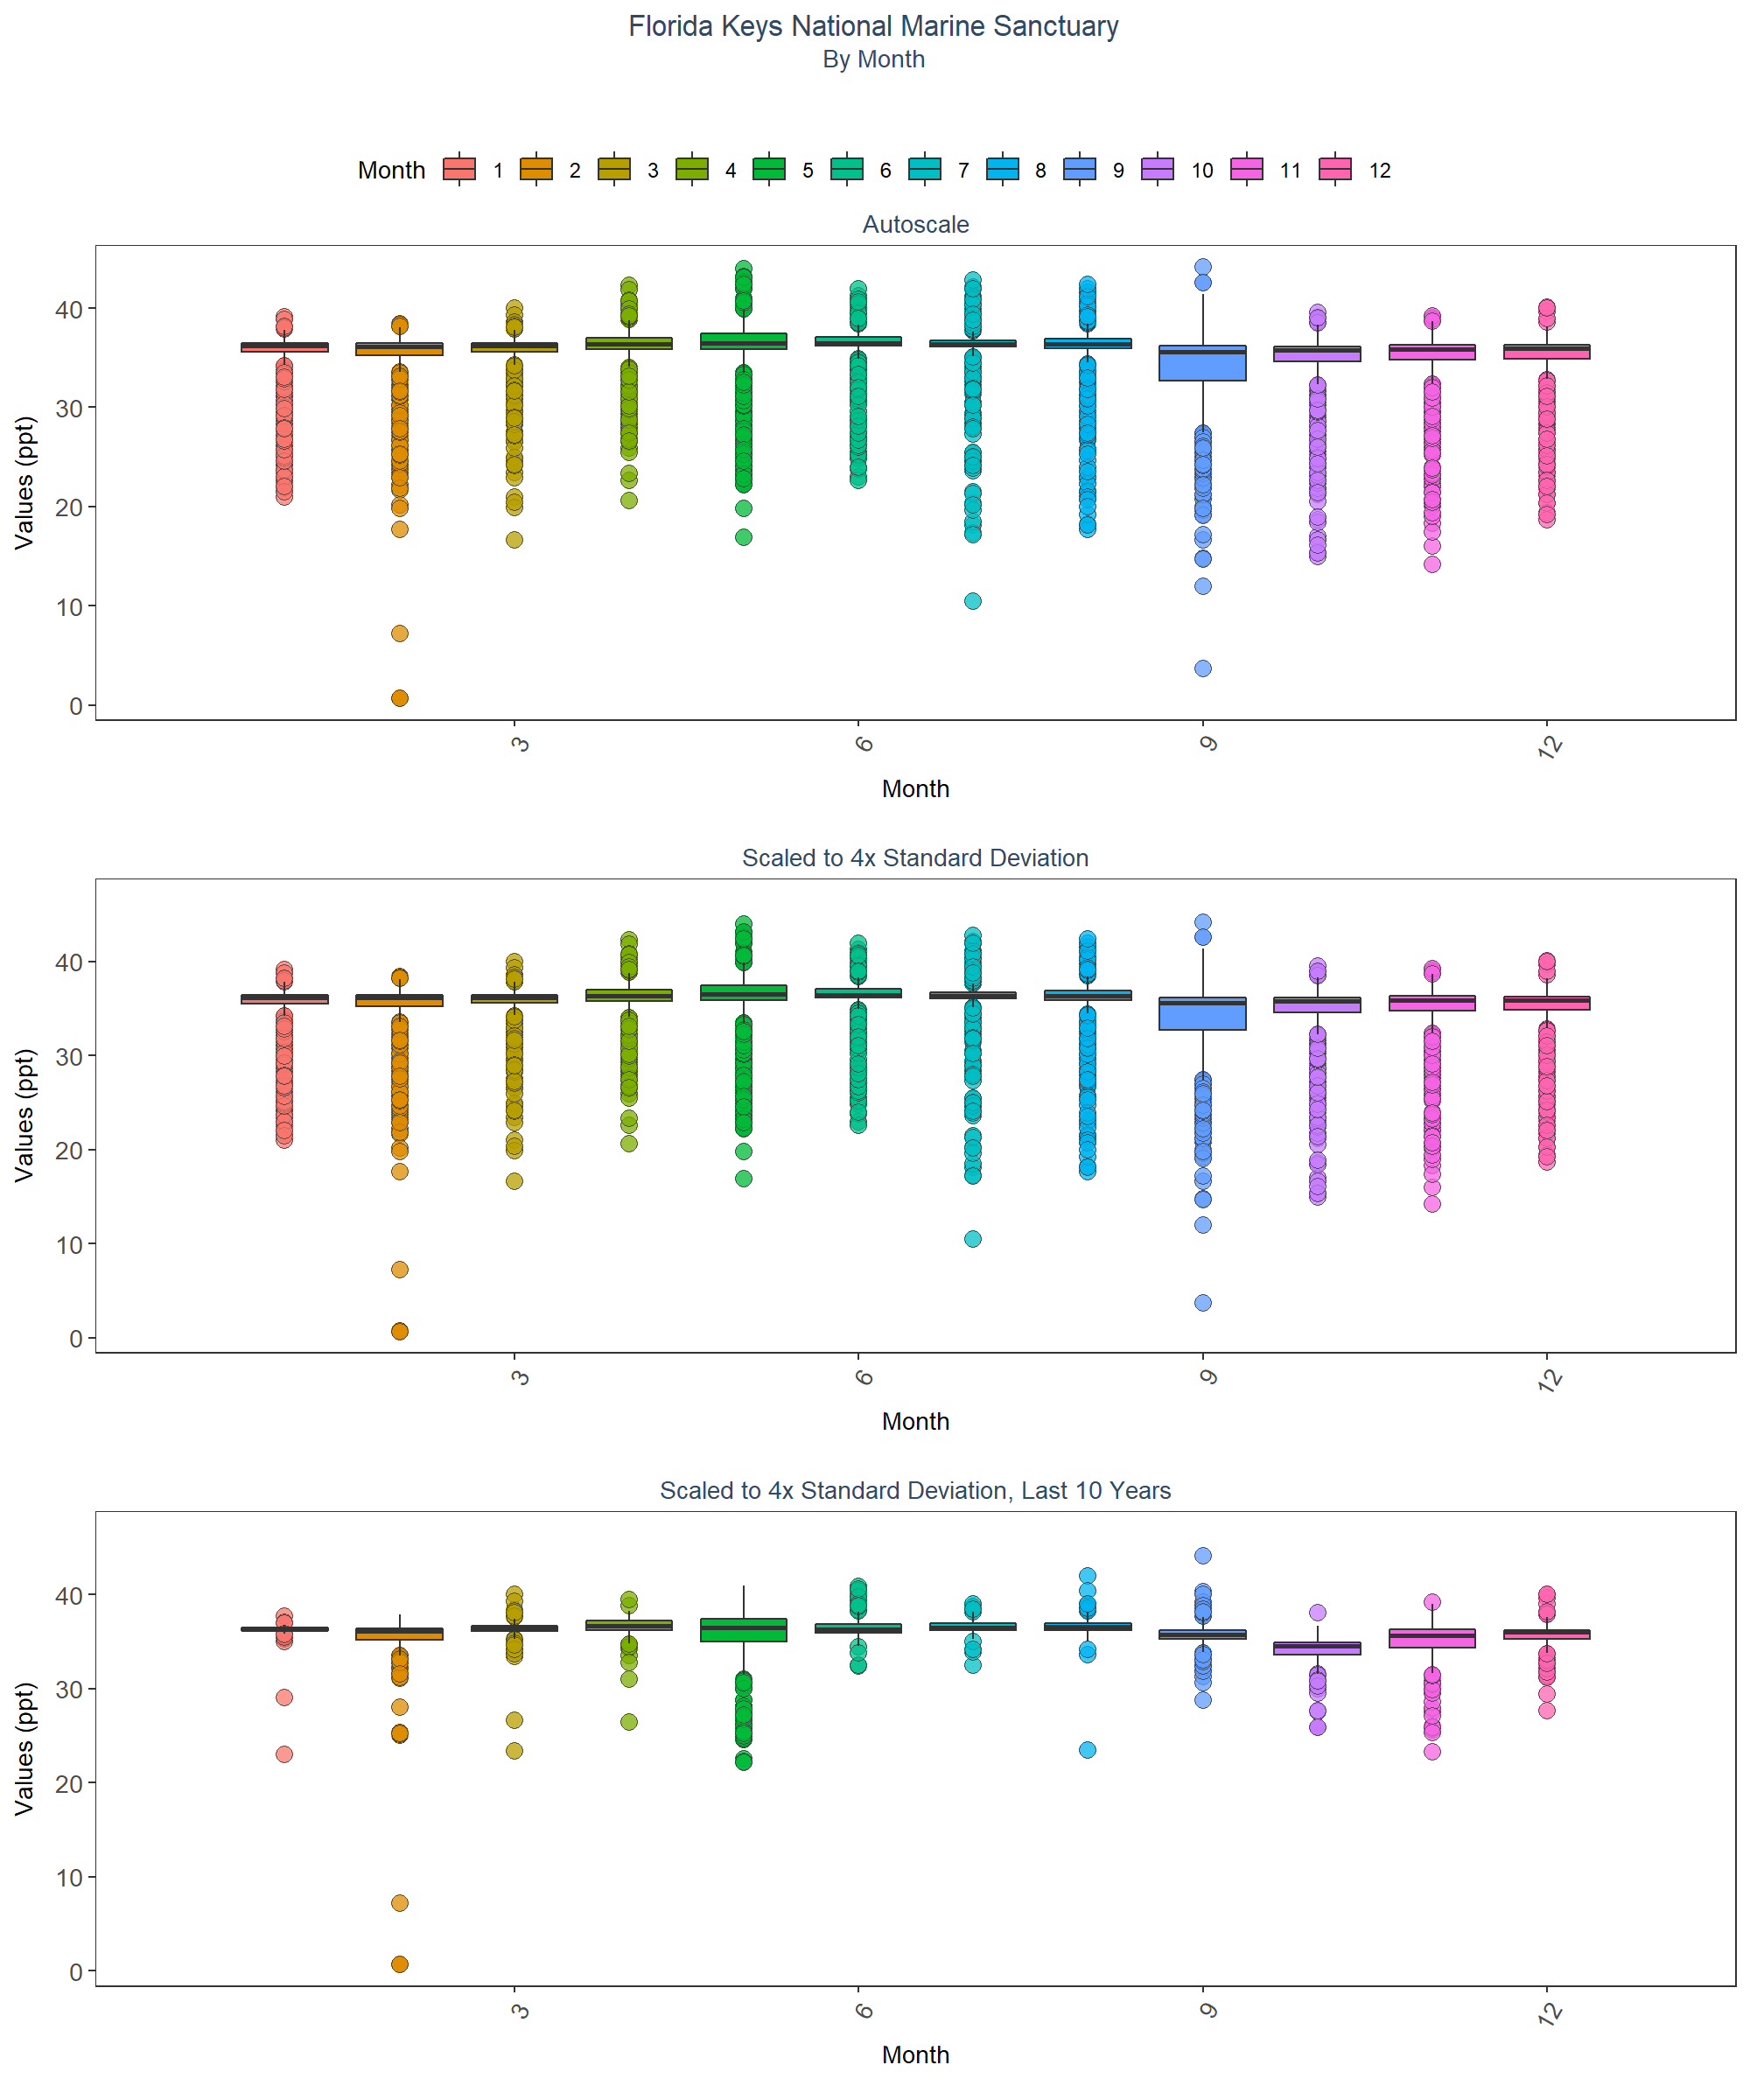 Florida Keys National Marine Sanctuary
By Month
Month 1 2 3 4 5 6 7 8 9 10 11 12
Autoscale
Values (ppt)
40
30
20
10
0
3 6 9 12
Month
Scaled to 4x Standard Deviation
Values (ppt)
40
30
20
10
0
3 6 9 12
Month
Scaled to 4x Standard Deviation, Last 10 Years
Values (ppt)
40
30
20
10
0
3 6 9 12
Month